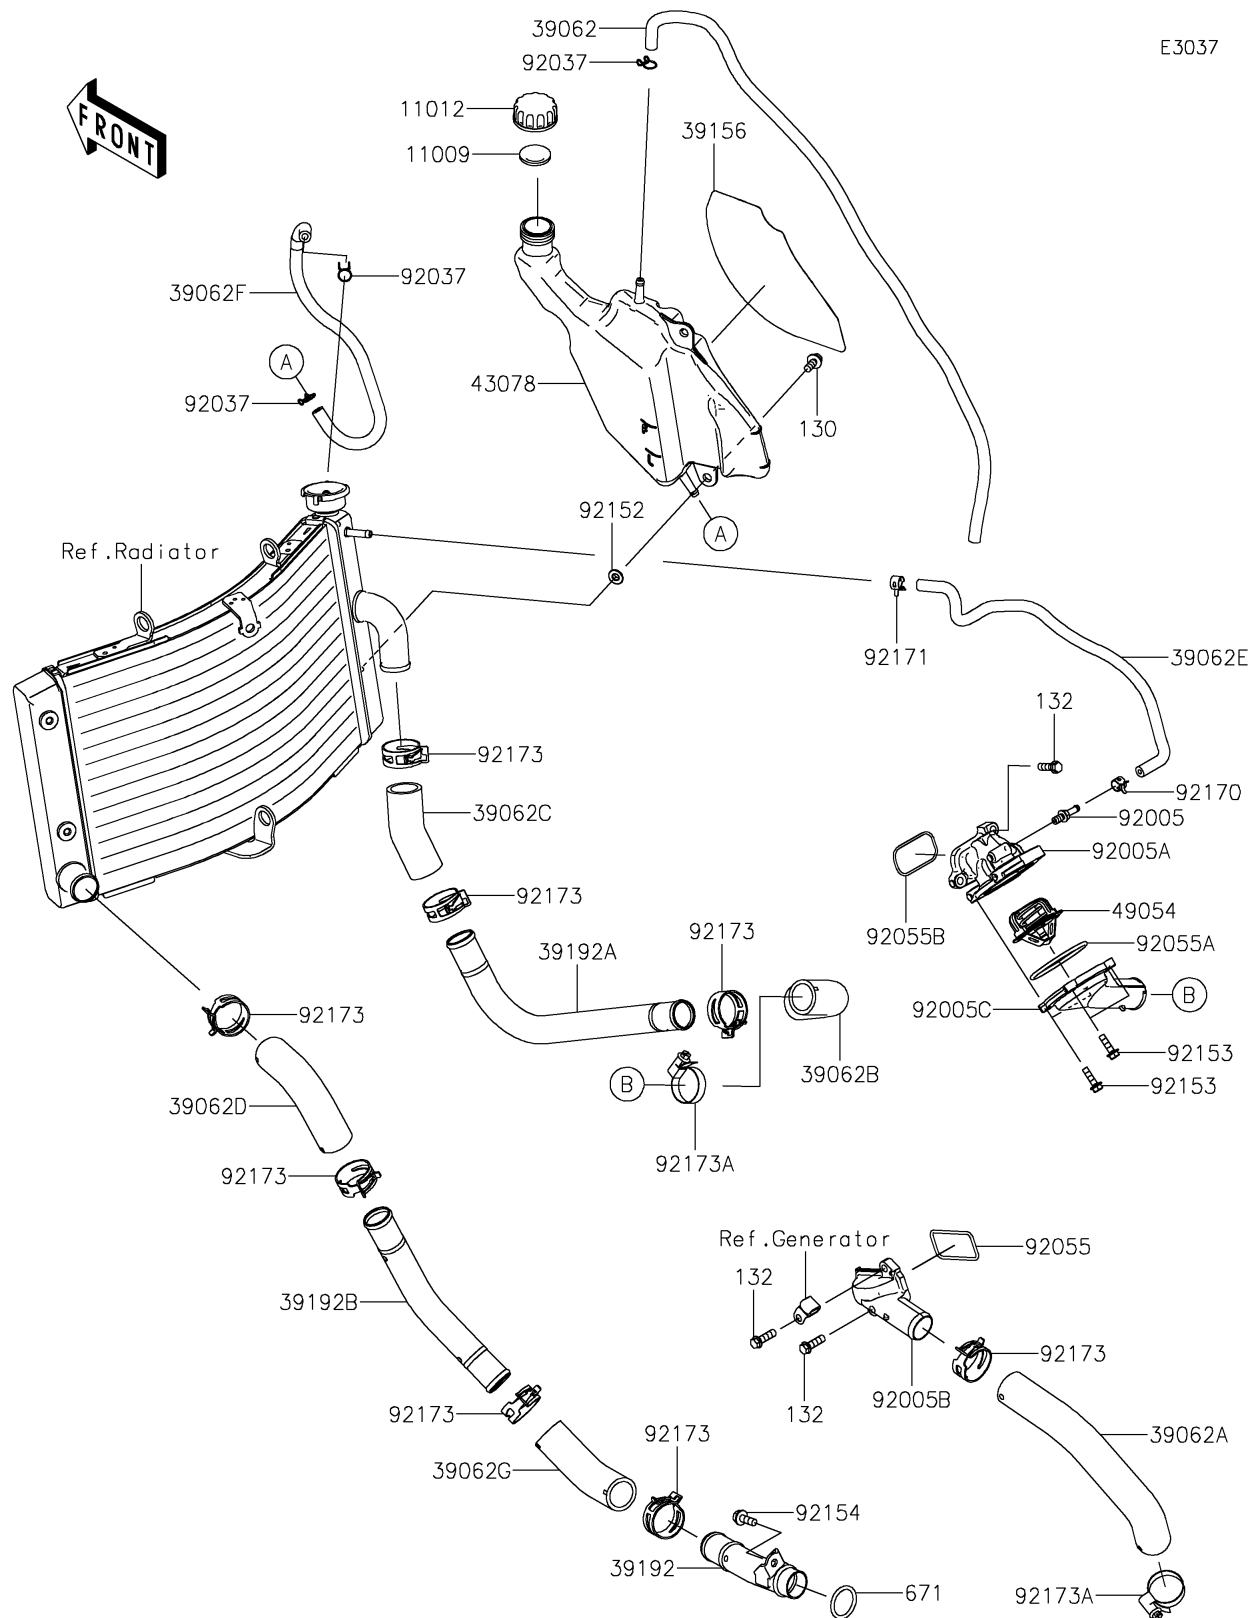 39062
E3037
92037
FRONT
11012
39156
11009
92037
39062F
A
43078
92037
130
92152
A
Ref.Radiator
92171
39062E
132
92173
92170
39062C
92005
92005A
92173
49054
92173
92055B
92055A
39192A
92005C
B
92173
92153
39062B
B
92153
39062D
92173A
92173
Ref.Generator
92055
132
39192B
92173
92005B
92173
132
92173
39062A
39062G
92154
39192
671
92173A